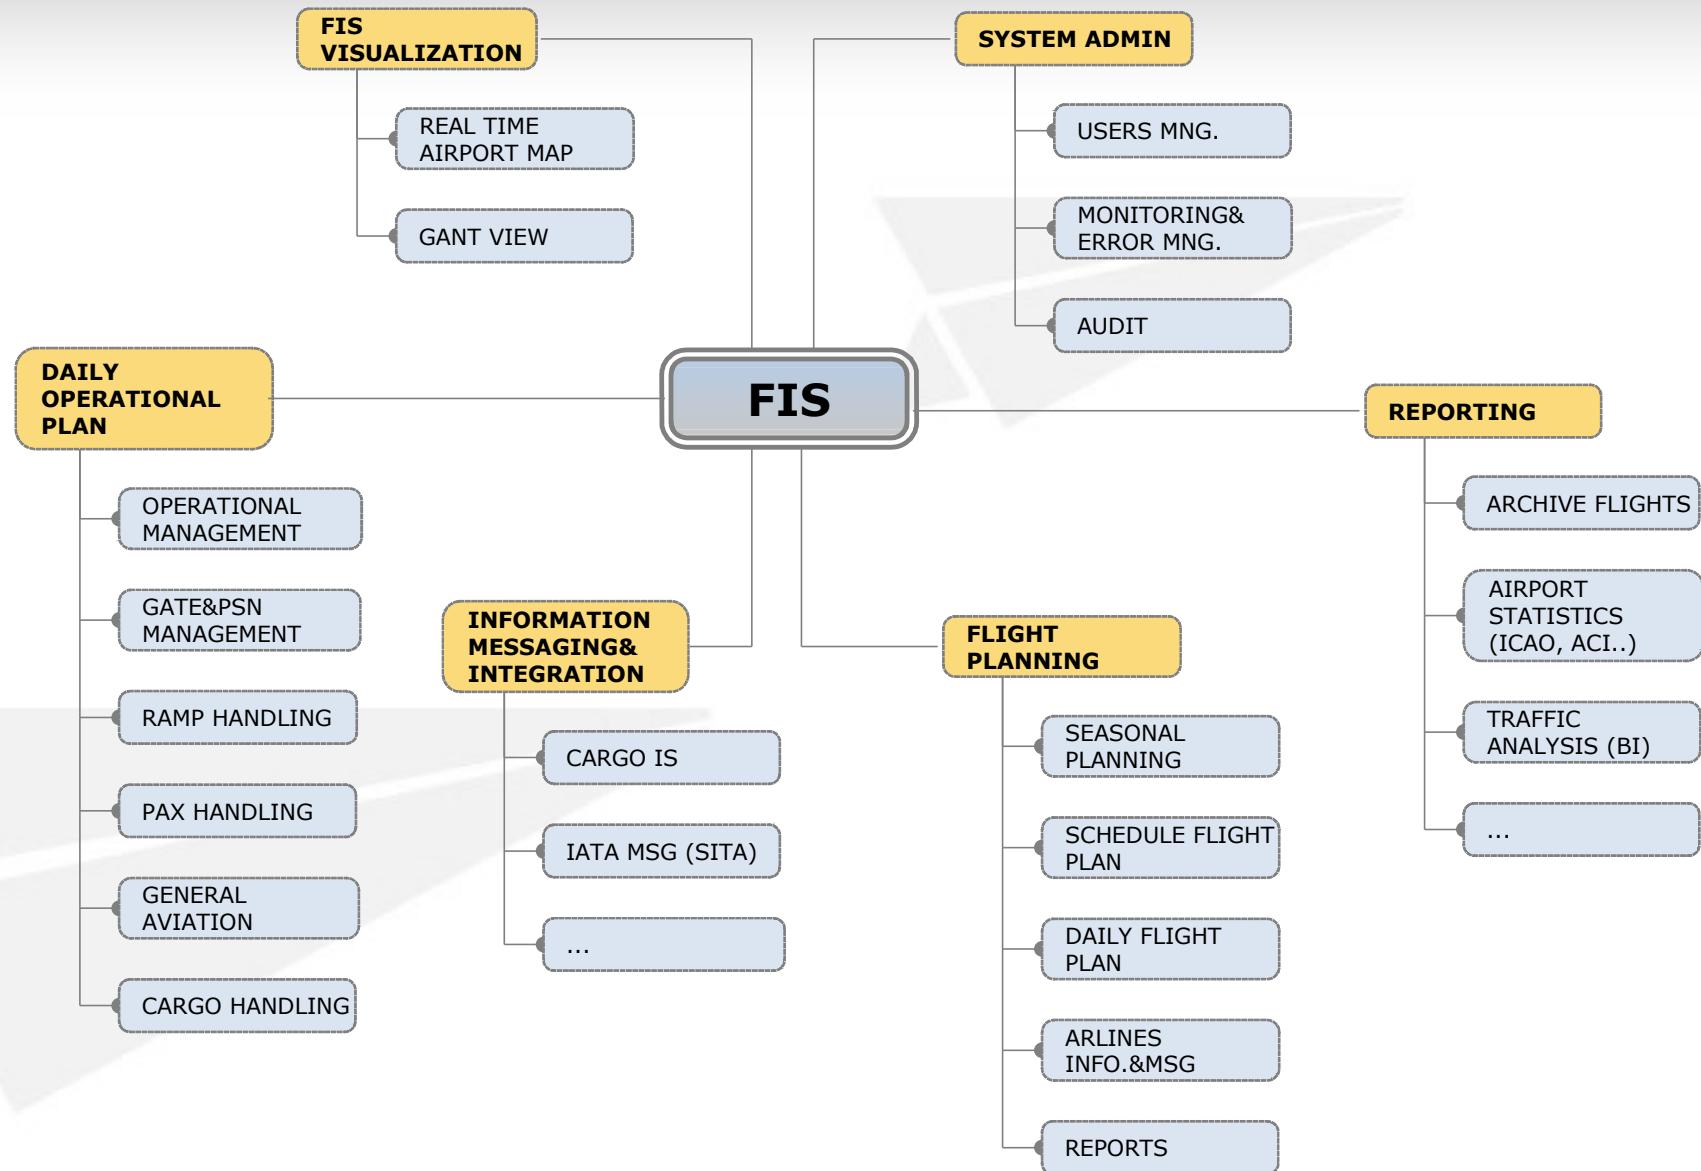 FIS
VISUALIZATION
REAL TIME
AIRPORT MAP
GANT VIEW
SYSTEM ADMIN
USERS MNG.
MONITORING&
ERROR MNG.
AUDIT
FIS
DAILY
OPERATIONAL
PLAN
OPERATIONAL
MANAGEMENT
GATE&PSN
MANAGEMENT
RAMP HANDLING
PAX HANDLING
GENERAL
AVIATION
CARGO HANDLING
INFORMATION
MESSAGING&
INTEGRATION
CARGO IS
IATA MSG (SITA)
...
FLIGHT
PLANNING
SEASONAL
PLANNING
SCHEDULE FLIGHT
PLAN
DAILY FLIGHT
PLAN
ARLINES
INFO.&MSG
REPORTS
REPORTING
ARCHIVE FLIGHTS
AIRPORT
STATISTICS
(ICAO, ACI..)
TRAFFIC
ANALYSIS (BI)
...